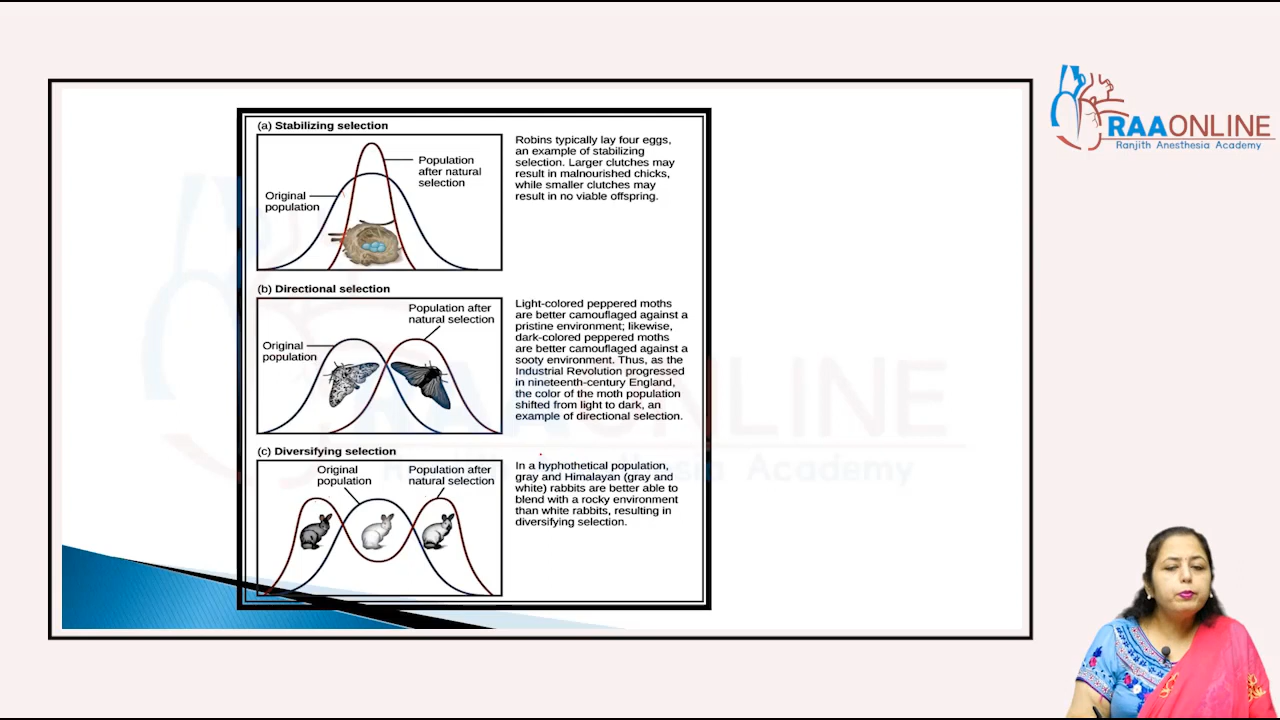 RAAONLINE
Ranjith Anesthesia Academy
(a) Stabilizing selection
Population
after natural
selection
Original
population
Robins typically lay four eggs,
an example of stabilizing
selection. Larger clutches may
result in malnourished chicks,
while smaller clutches may
result in no viable offspring.
(b) Directional selection
Population after
natural selection
Original
population
Light-colored peppered moths
are better camouflaged against a
pristine environment; likewise,
dark-colored peppered moths
are better camouflaged against a
sooty environment. Thus, as the
Industrial Revolution progressed
in nineteenth-century England,
the color of the moth population
shifted from light to dark, an
example of directional selection.
(c) Diversifying selection
Original
population
Population after
natural selection
In a hyphothetical population,
gray and Himalayan (gray and
white) rabbits are better able to
blend with a rocky environment
than white rabbits, resulting in
diversifying selection.
RAAONLINE
Ranjith Anesthesia Academy